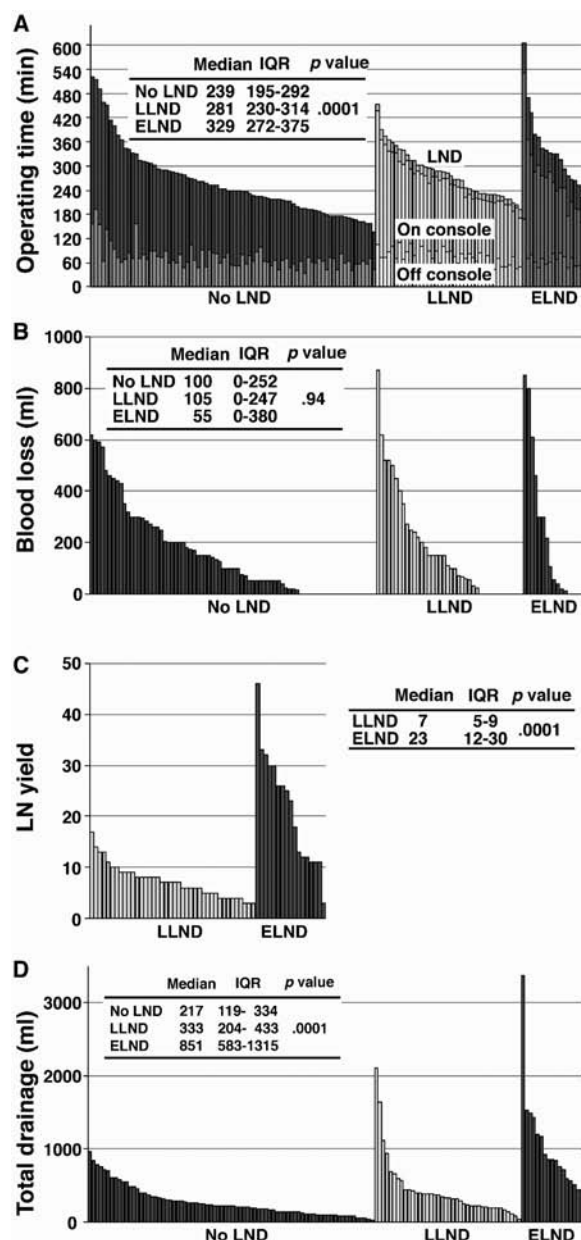 A
Operating time (min)
600
540
480
420
360
300
240
180
120
60
0
Median IQR p value
No LND 239 195-292
LLND 281 230-314 .0001
ELND 329 272-375
LND
On console
Off console
No LND LLND ELND
B
Blood loss (ml)
1000
800
600
400
200
0
Median IQR p value
No LND 100 0-252
LLND 105 0-247 .94
ELND 55 0-380
No LND LLND ELND
C
LN yield
50
40
30
20
10
0
Median IQR p value
LLND 7 5-9 .0001
ELND 23 12-30
LLND ELND
D
Total drainage (ml)
3000
2000
1000
0
Median IQR p value
No LND 217 119- 334
LLND 333 204- 433 .0001
ELND 851 583-1315
No LND LLND ELND